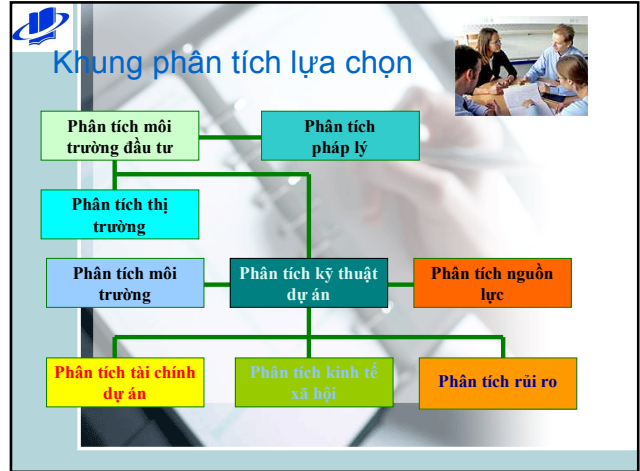 Khung phân tích lựa chọn
Phân tích môi
trường đầu tư
Phân tích
pháp lý
Phân tích thị
trường
Phân tích môi
trường
Phân tích kỹ thuật
dự án
Phân tích nguồn
lực
Phân tích tài chính
dự án
Phân tích kinh tế
xã hội
Phân tích rủi ro